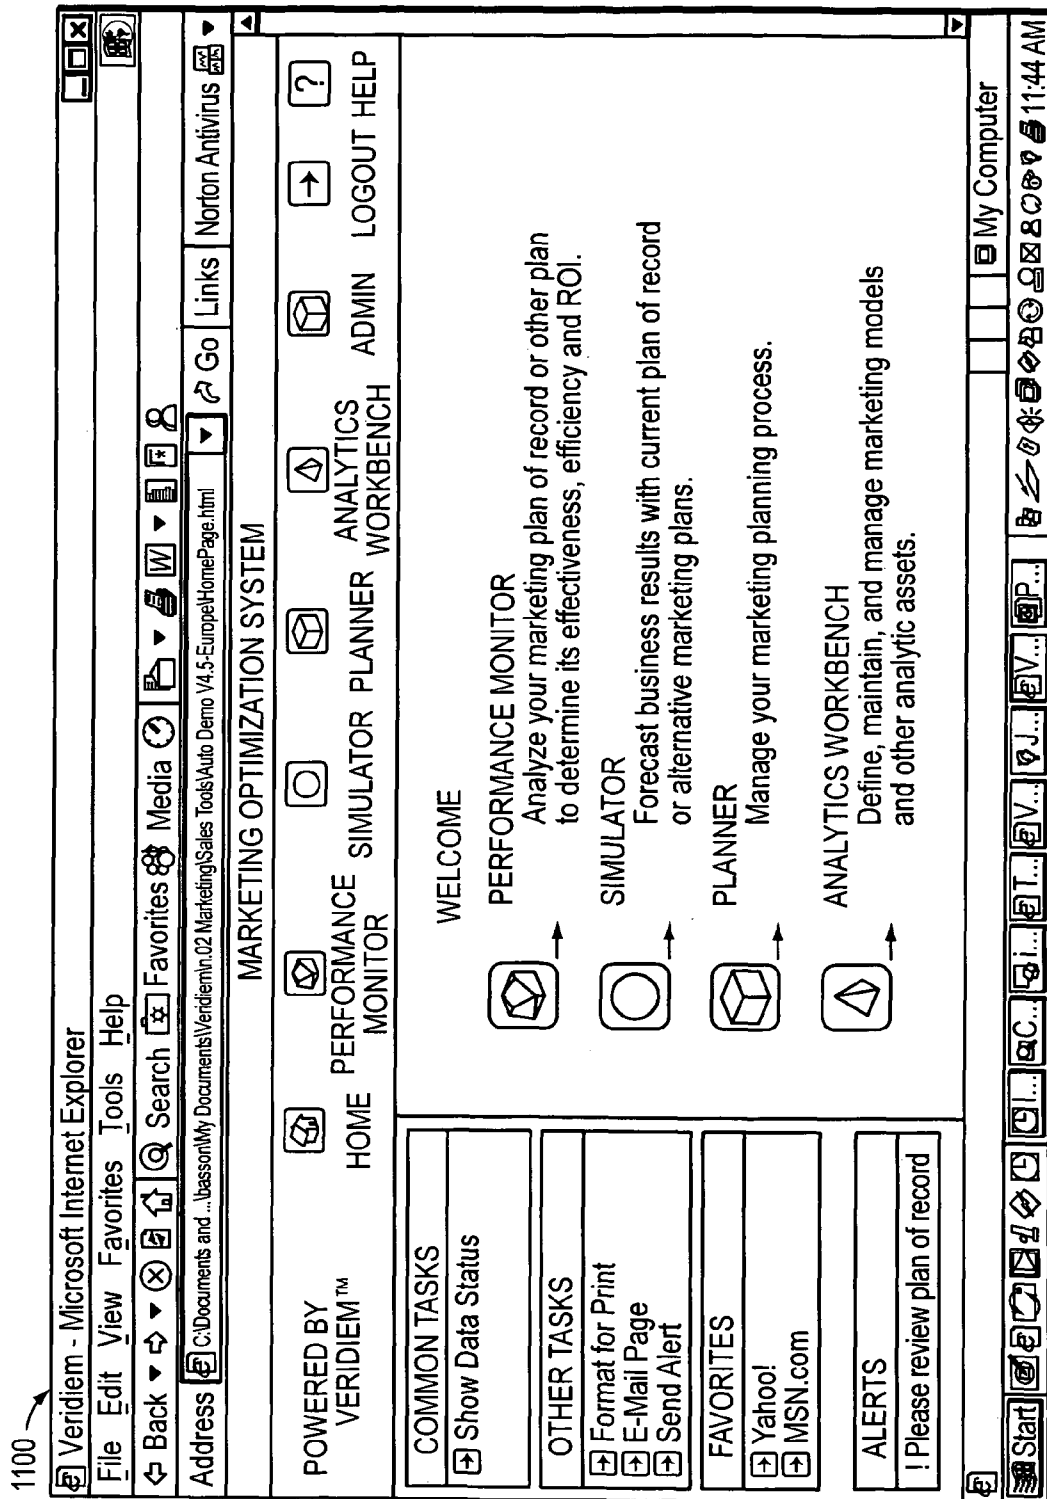 1100
Veridiem - Microsoft Internet Explorer
File Edit View Favorites Tools Help
Back Search Favorites Media W
Address C:\Documents and ...\basson\My Documents\Veridiem\n.02 Marketing\Sales Tools\Auto Demo V4.5-Europe\HomePage.html Go Links Norton Antivirus
MARKETING OPTIMIZATION SYSTEM
POWERED BY
VERIDIEM™
HOME
PERFORMANCE
MONITOR
SIMULATOR
PLANNER
ANALYTICS
WORKBENCH
ADMIN
LOGOUT
?
HELP
COMMON TASKS
Show Data Status
OTHER TASKS
Format for Print
E-Mail Page
Send Alert
FAVORITES
Yahoo!
MSN.com
ALERTS
! Please review plan of record
WELCOME
PERFORMANCE MONITOR
Analyze your marketing plan of record or other plan
to determine its effectiveness, efficiency and ROI.
SIMULATOR
Forecast business results with current plan of record
or alternative marketing plans.
PLANNER
Manage your marketing planning process.
ANALYTICS WORKBENCH
Define, maintain, and manage marketing models
and other analytic assets.
My Computer
Start I... C... i... T... V... J... V... P... 11:44 AM